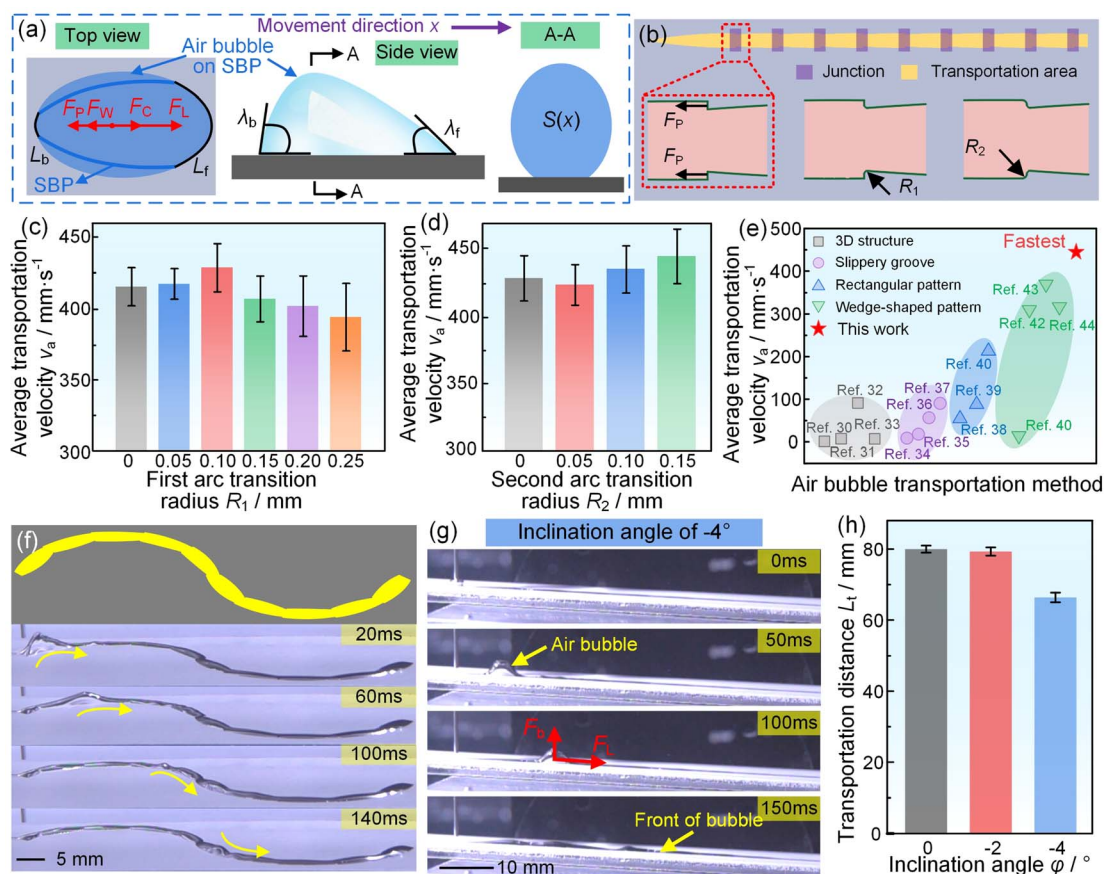 (a)
Top view
Air bubble
on SBP
Movement direction x
A
Side view
A-A
F_P
F_W
F_C
F_L
L_b
L_f
SBP
λ_b
λ_f
A
S(x)
(b)
Junction
Transportation area
F_P
F_P
R_1
R_2
(c)
Average transportation
velocity v_a / mm·s⁻¹
450
400
350
300
0
0.05
0.10
0.15
0.20
0.25
First arc transition
radius R_1 / mm
(d)
Average transportation
velocity v_a / mm·s⁻¹
450
400
350
300
0
0.05
0.10
0.15
Second arc transition
radius R_2 / mm
(e)
Average transportation
velocity v_a / mm·s⁻¹
500
400
300
200
100
0
3D structure
Slippery groove
Rectangular pattern
Wedge-shaped pattern
This work
Fastest
Ref. 43
Ref. 42
Ref. 44
Ref. 40
Ref. 32
Ref. 37
Ref. 39
Ref. 36
Ref. 30
Ref. 33
Ref. 38
Ref. 40
Ref. 35
Ref. 31
Ref. 34
Air bubble transportation method
(f)
20ms
60ms
100ms
140ms
5 mm
(g)
Inclination angle of -4°
0ms
50ms
Air bubble
100ms
F_b
F_L
150ms
Front of bubble
10 mm
(h)
Transportation distance L_t / mm
80
60
40
20
0
0
-2
-4
Inclination angle φ / °